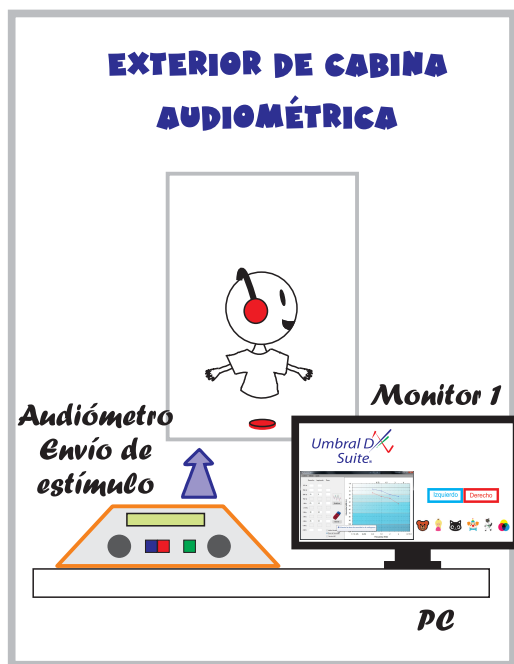 EXTERIOR DE CABINA
AUDIOMÉTRICA
Audiómetro
Envío de
estímulo
Monitor 1
Umbral DX
Suite®
Izquierdo Derecho
PC